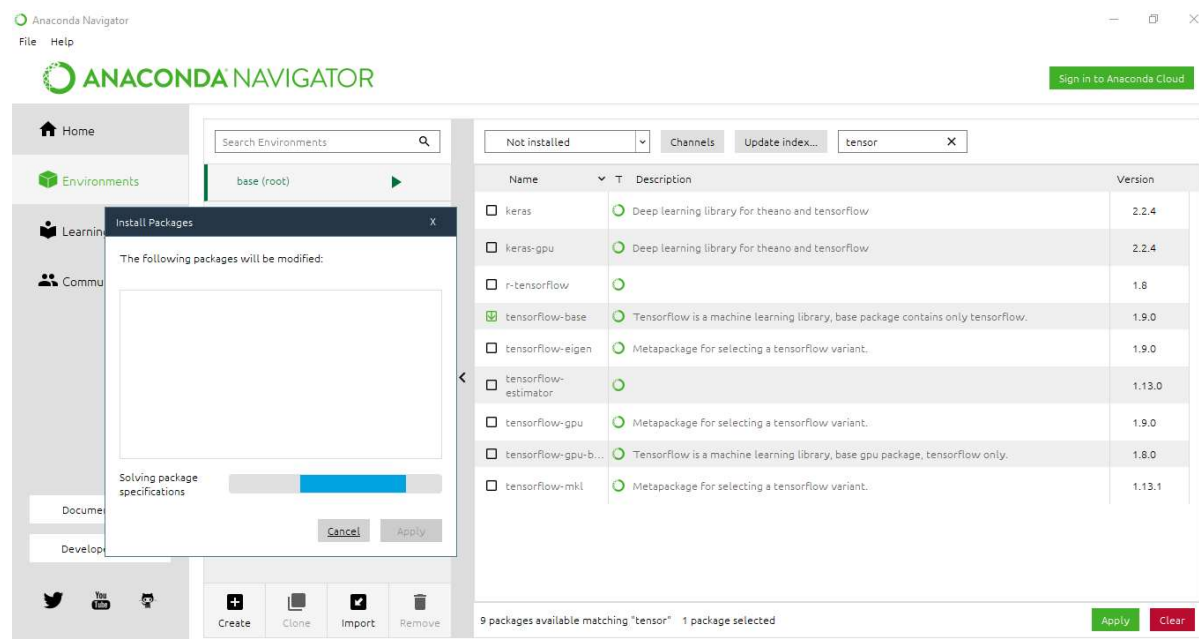 Anaconda Navigator
File Help
ANACONDA NAVIGATOR
Sign in to Anaconda Cloud
Home
Environments
Learnin
Commu
Docume
Develop
You
Tube
Search Environments
base (root)
Create
Clone
Import
Remove
Install Packages X
The following packages will be modified:
Solving package
specifications
Cancel Apply
Not installed Channels Update index... tensor
Name T Description Version
keras Deep learning library for theano and tensorflow 2.2.4
keras-gpu Deep learning library for theano and tensorflow 2.2.4
r-tensorflow 1.8
tensorflow-base Tensorflow is a machine learning library, base package contains only tensorflow. 1.9.0
tensorflow-eigen Metapackage for selecting a tensorflow variant. 1.9.0
tensorflow-
estimator 1.13.0
tensorflow-gpu Metapackage for selecting a tensorflow variant. 1.9.0
tensorflow-gpu-b... Tensorflow is a machine learning library, base gpu package, tensorflow only. 1.8.0
tensorflow-mkl Metapackage for selecting a tensorflow variant. 1.13.1
9 packages available matching "tensor" 1 package selected
Apply Clear